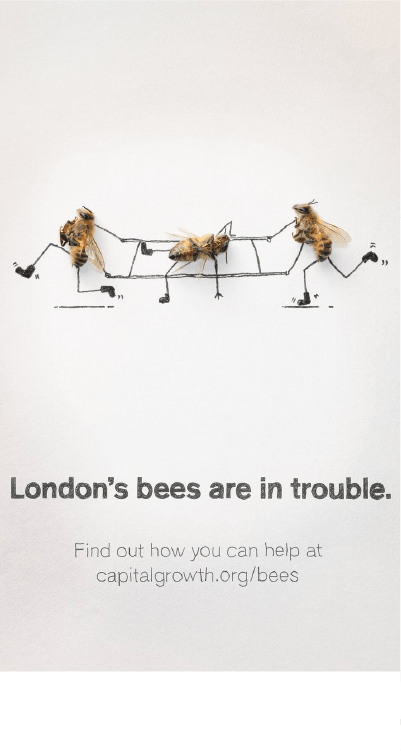 London's bees are in trouble.
Find out how you can help at
capitalgrowth.org/bees